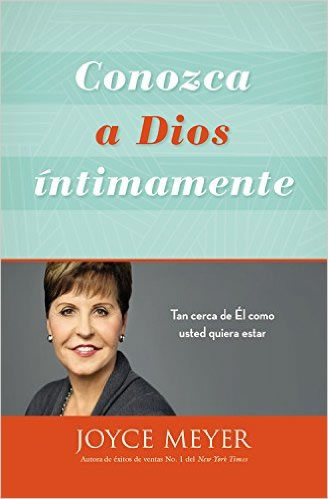 Conozca
a Dios
íntimamente
Tan cerca de Él como
usted quiera estar
JOYCE MEYER
Autora de éxitos de ventas No. 1 del New York Times